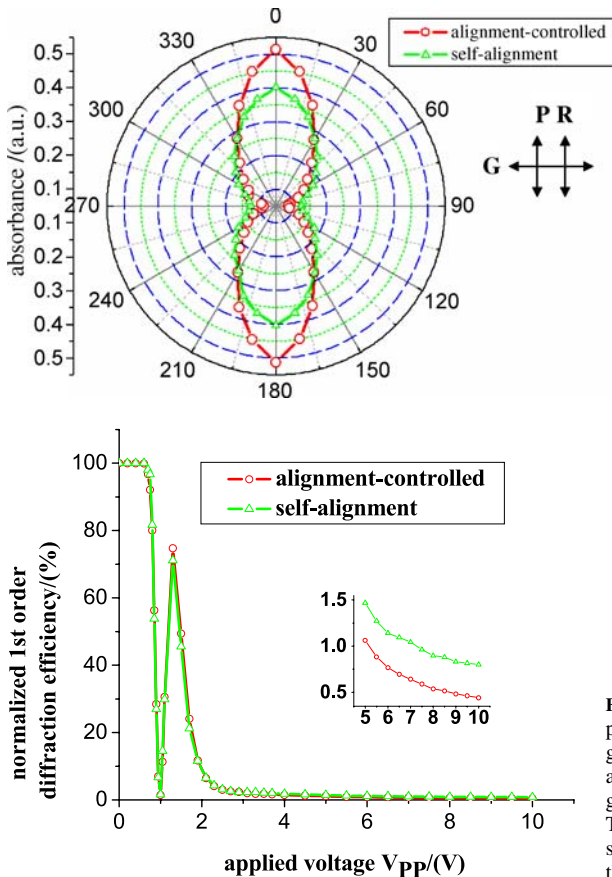 0
330
30
alignment-controlled
self-alignment
0.5
0.4
300
60
0.3
P R
0.2
G
0.1
270
90
0.1
0.2
240
120
0.3
0.4
210
150
0.5
180
absorbance /(a.u.)
100
80
60
40
20
0
alignment-controlled
self-alignment
1.5
1.0
0.5
5 6 7 8 9 10
0 2 4 6 8 10
normalized 1st order
diffraction efficiency/(%)
applied voltage VPP/(V)
p
g
a
g
T
s
t